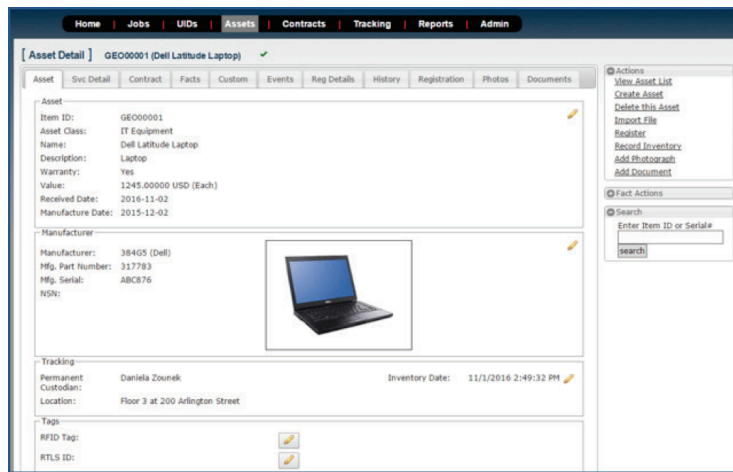 Home | Jobs | UIDs | Assets | Contracts | Tracking | Reports | Admin
[ Asset Detail ] GEO00001 (Dell Latitude Laptop)
Asset Svc Detail Contract Facts Custom Events Reg Details History Registration Photos Documents
Asset
Item ID: GEO00001
Asset Class: IT Equipment
Name: Dell Latitude Laptop
Description: Laptop
Warranty: Yes
Value: 1245.00000 USD (Each)
Received Date: 2016-11-02
Manufacture Date: 2015-12-02
Manufacturer
Manufacturer: 384G5 (Dell)
Mfg. Part Number: 317783
Mfg. Serial: ABC876
NSN:
Tracking
Permanent Custodian: Daniela Zounek Inventory Date: 11/1/2016 2:49:32 PM
Location: Floor 3 at 200 Arlington Street
Tags
RFID Tag:
RTLS ID:
Actions
View Asset List
Create Asset
Delete this Asset
Import File
Register
Record Inventory
Add Photograph
Add Document
Fact Actions
Search
Enter Item ID or Serial#
search